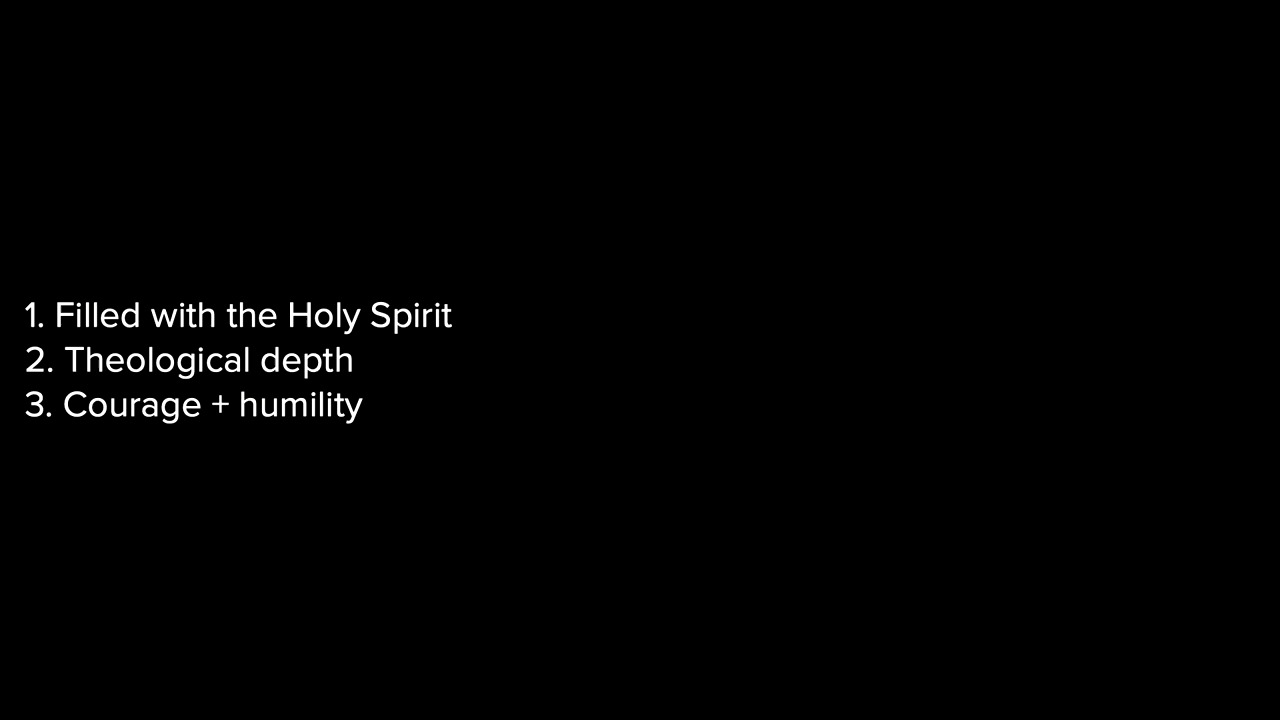 1. Filled with the Holy Spirit
2. Theological depth
3. Courage + humility